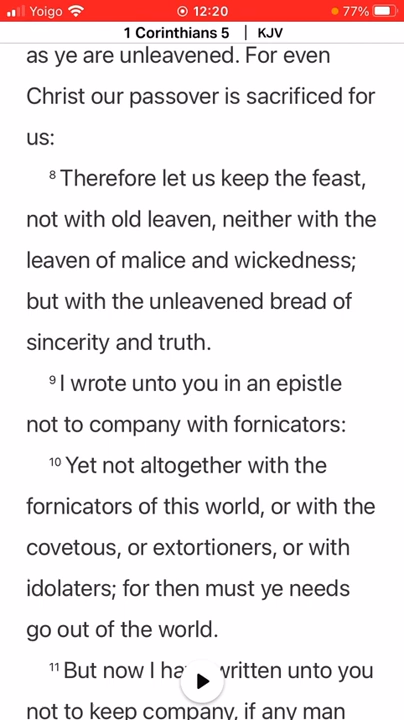 Yoigo 12:20 77%
1 Corinthians 5 | KJV
as ye are unleavened. For even
Christ our passover is sacrificed for
us:
8 Therefore let us keep the feast,
not with old leaven, neither with the
leaven of malice and wickedness;
but with the unleavened bread of
sincerity and truth.
9 I wrote unto you in an epistle
not to company with fornicators:
10 Yet not altogether with the
fornicators of this world, or with the
covetous, or extortioners, or with
idolaters; for then must ye needs
go out of the world.
11 But now I ha written unto you
not to keep company, if any man